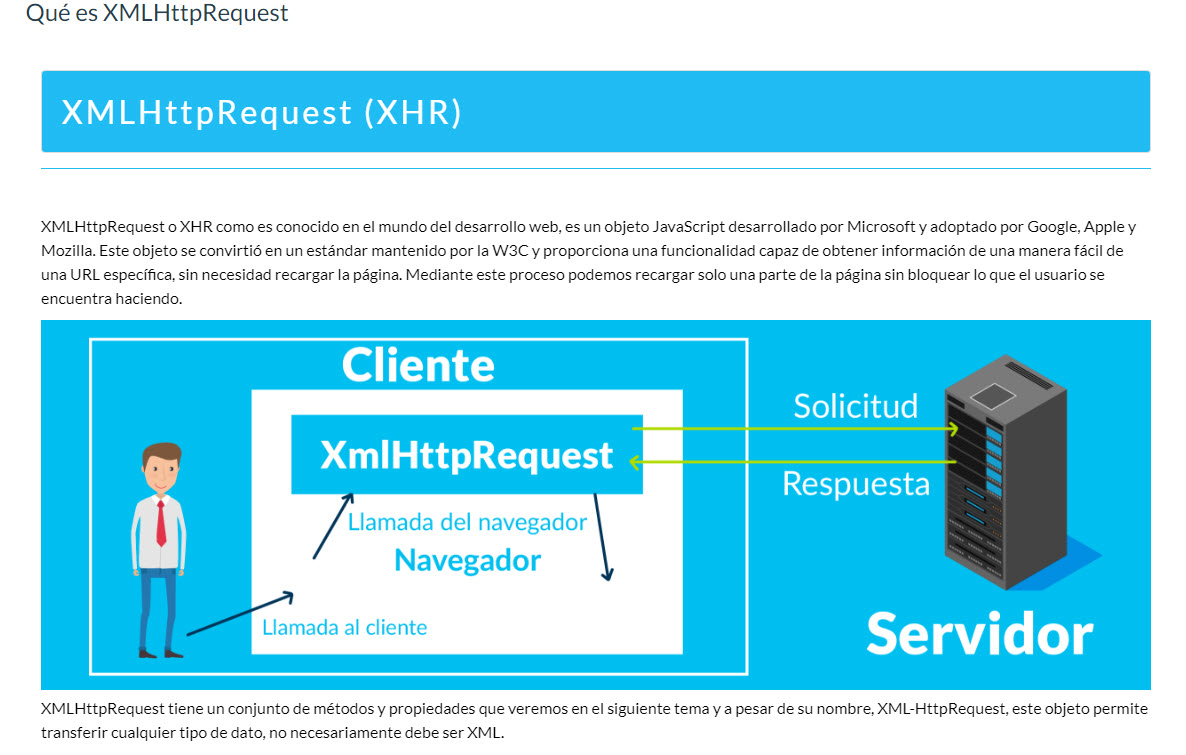 Qué es XMLHttpRequest
XMLHttpRequest (XHR)
XMLHttpRequest o XHR como es conocido en el mundo del desarrollo web, es un objeto JavaScript desarrollado por Microsoft y adoptado por Google, Apple y
Mozilla. Este objeto se convirtió en un estándar mantenido por la W3C y proporciona una funcionalidad capaz de obtener información de una manera fácil de
una URL específica, sin necesidad recargar la página. Mediante este proceso podemos recargar solo una parte de la página sin bloquear lo que el usuario se
encuentra haciendo.
Cliente
XmlHttpRequest
Solicitud
Respuesta
Llamada del navegador
Navegador
Llamada al cliente
Servidor
XMLHttpRequest tiene un conjunto de métodos y propiedades que veremos en el siguiente tema y a pesar de su nombre, XML-HttpRequest, este objeto permite
transferir cualquier tipo de dato, no necesariamente debe ser XML.